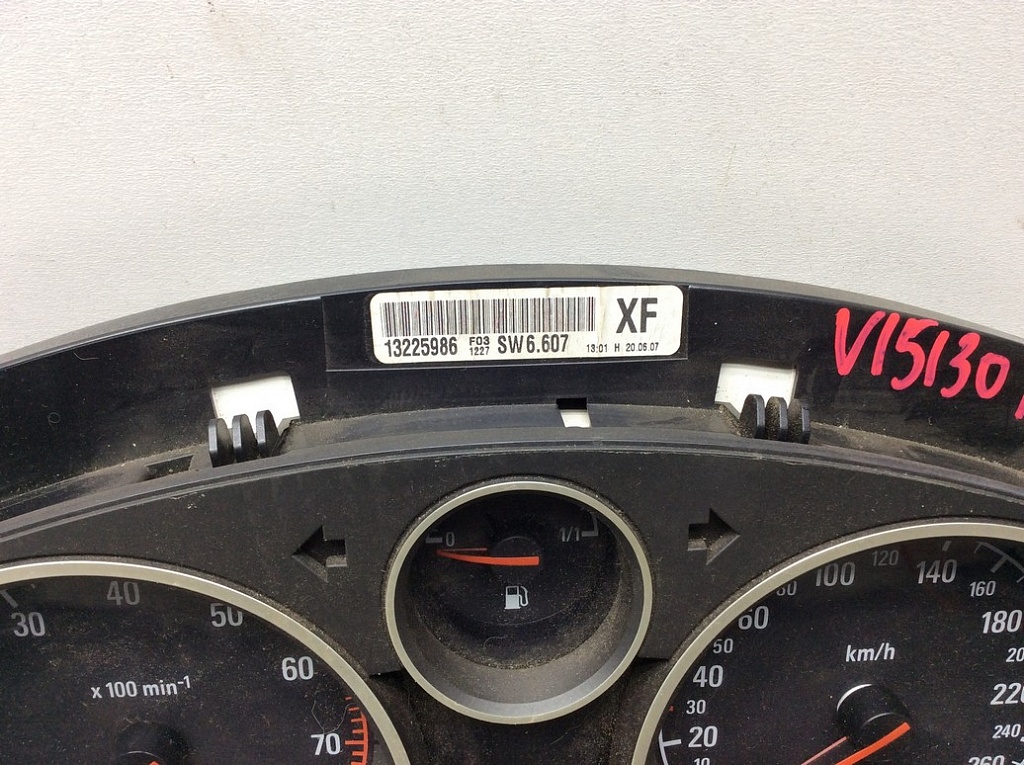 XF
13225986 F03 1227 SW6.607 13:01 H 20.06.07
V15130
0 1/1
30 40 50 60 70
x 100 min-1
10 20 30 40 50 60 80 100 120 140 160 180 220 240 260
km/h